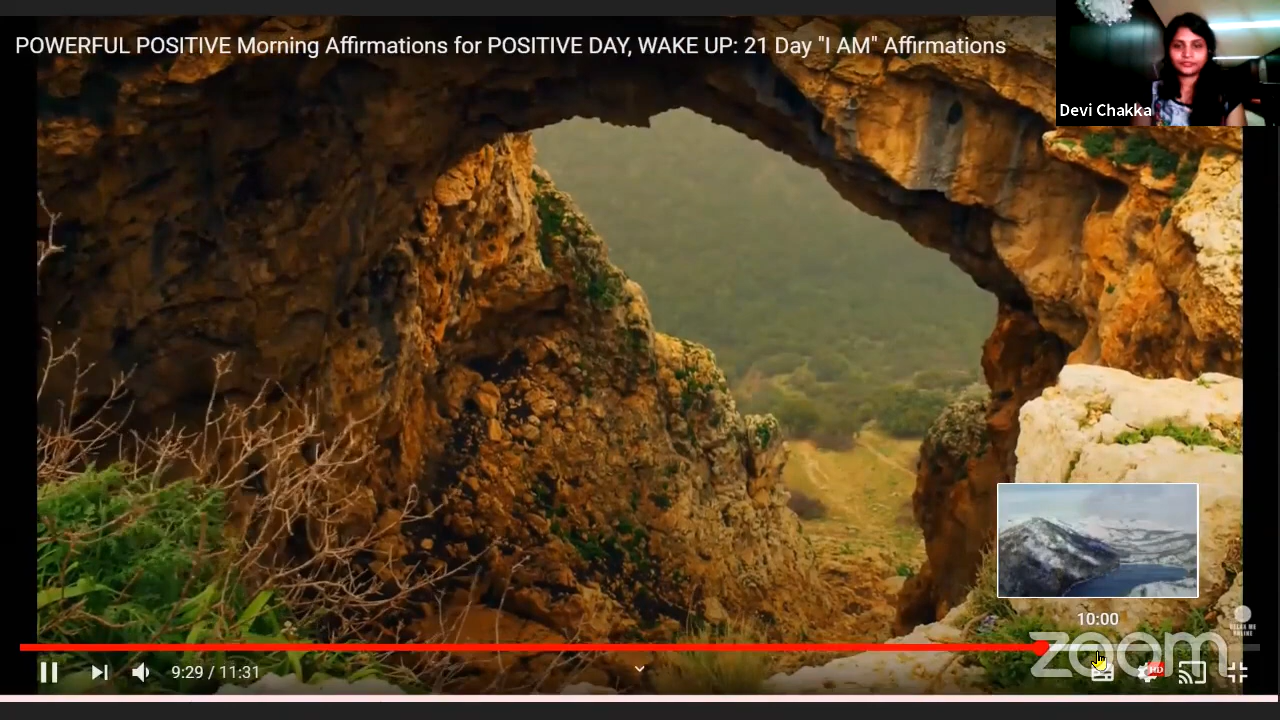 POWERFUL POSITIVE Morning Affirmations for POSITIVE DAY, WAKE UP: 21 Day "I AM" Affirmations
Devi Chakka
10:00
zoom
9:29 / 11:31
HD